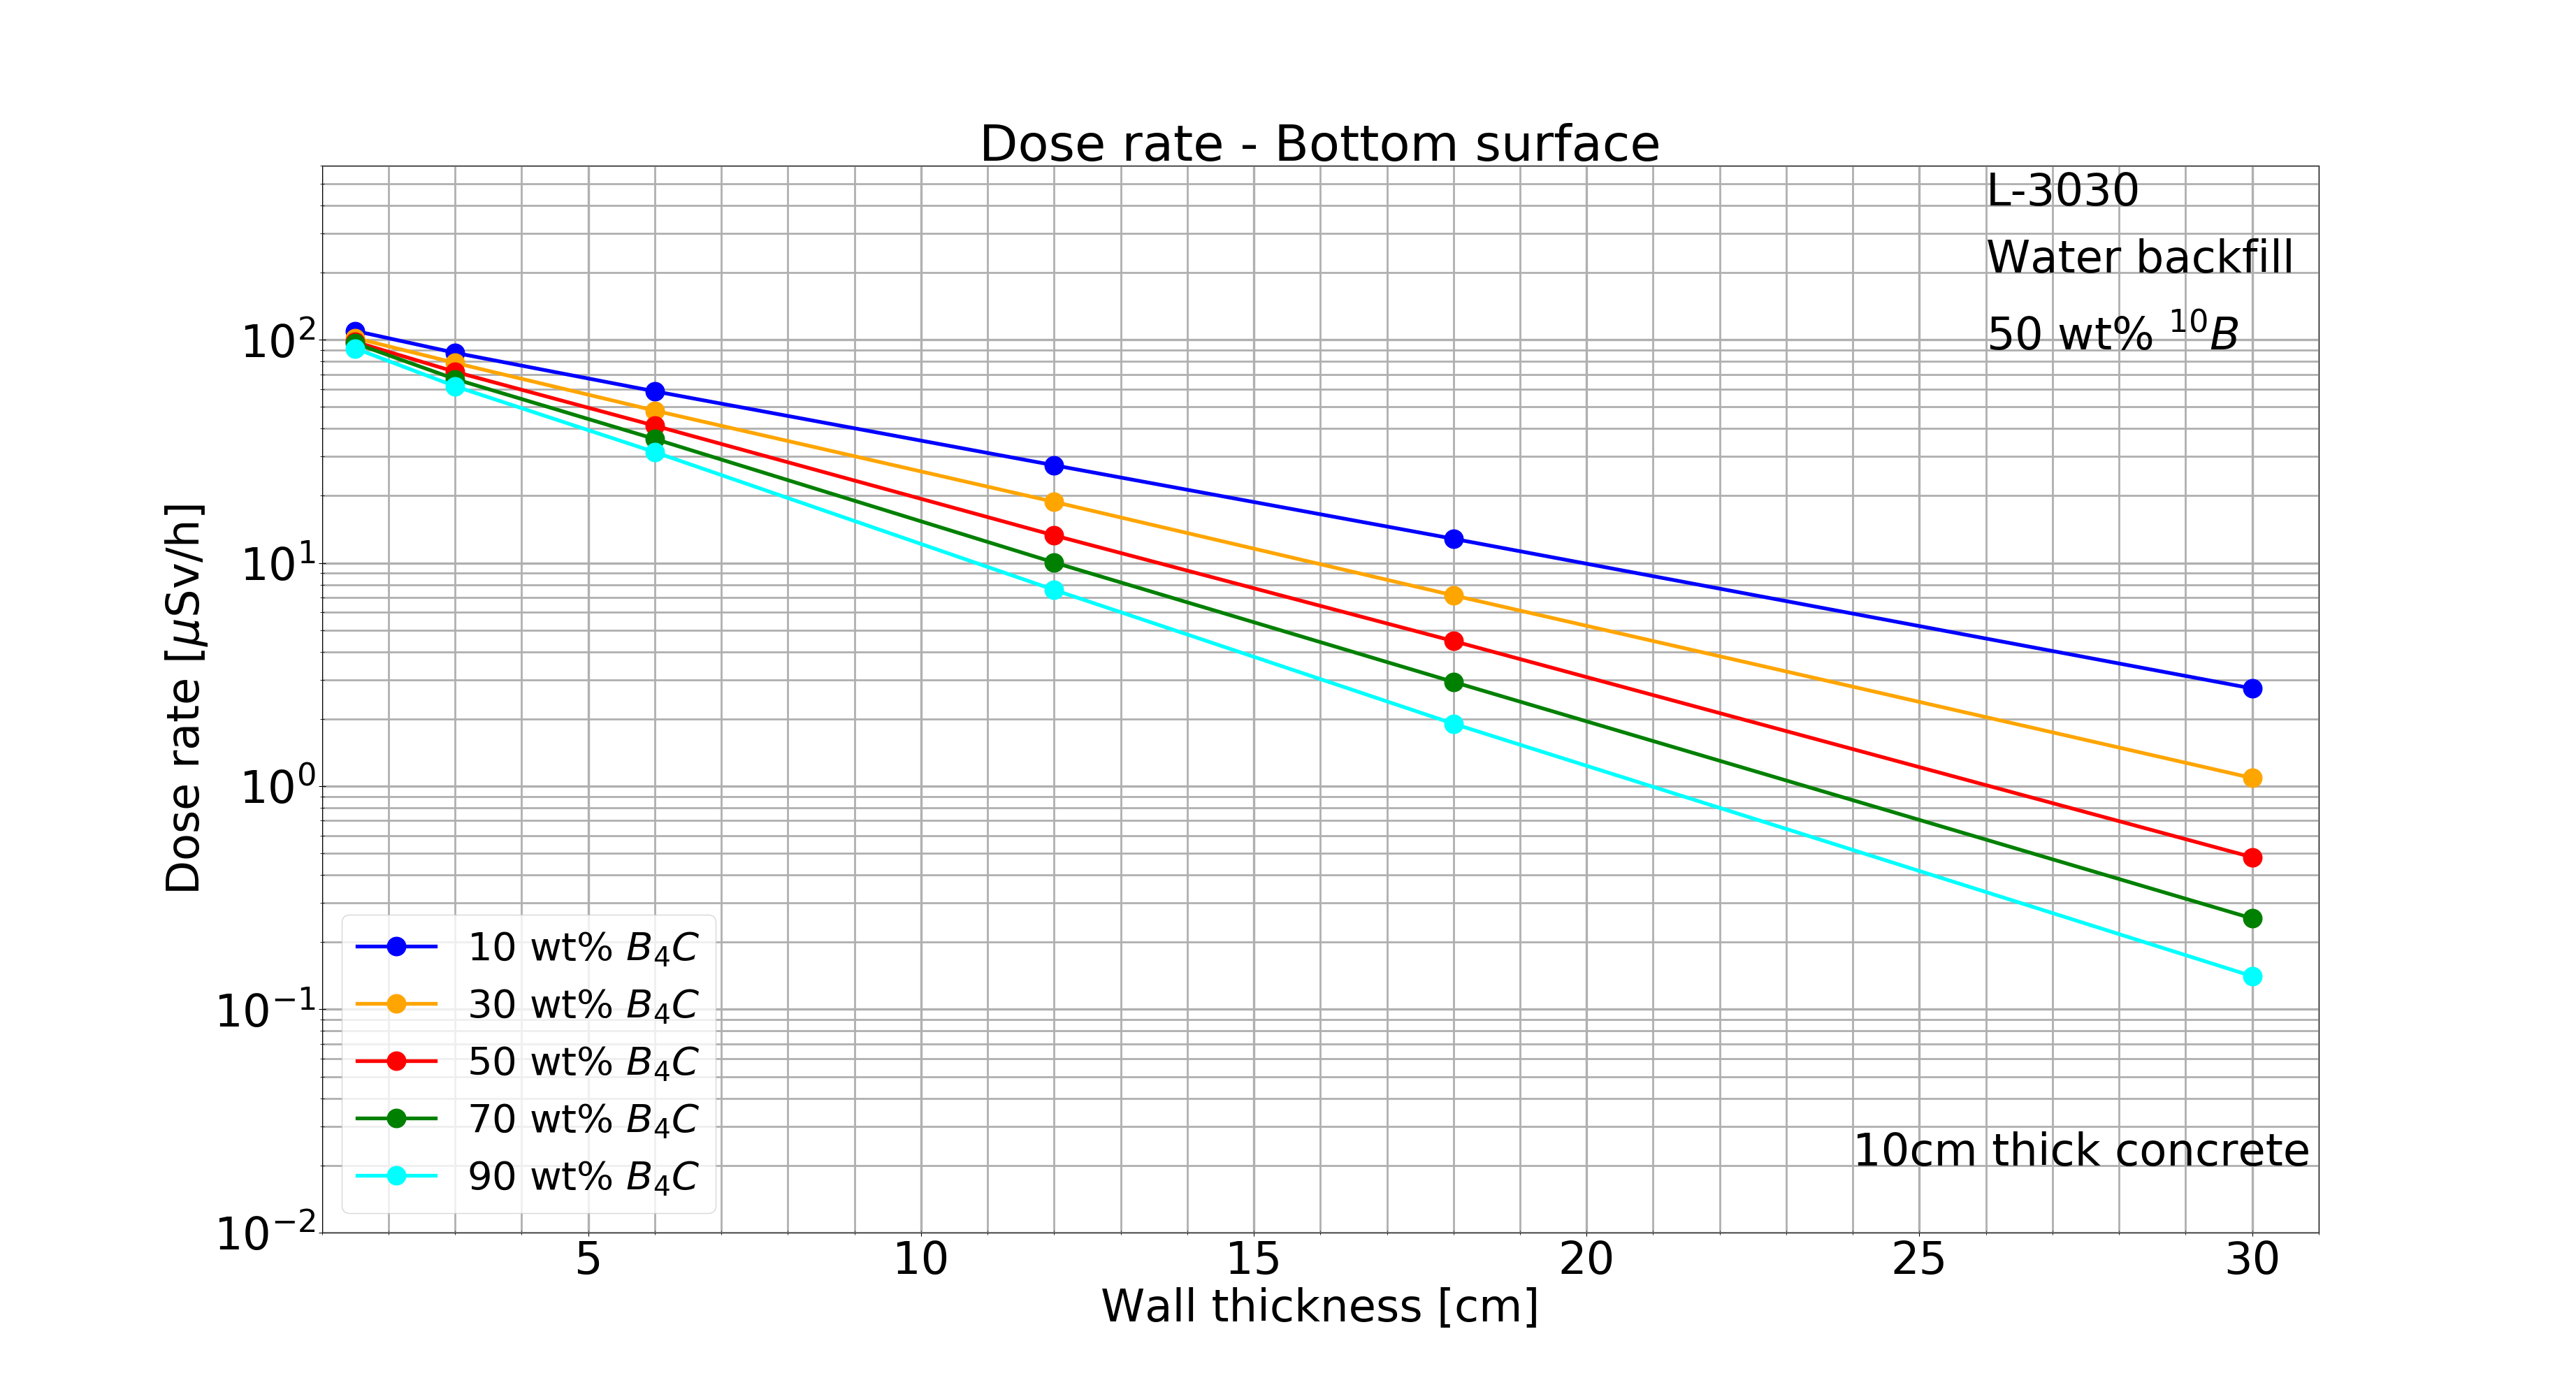 Dose rate - Bottom surface
L-3030
Water backfill
50 wt% ¹⁰B
Dose rate [μSv/h]
10²
10¹
10⁰
10⁻¹
10⁻²
10 wt% B₄C
30 wt% B₄C
50 wt% B₄C
70 wt% B₄C
90 wt% B₄C
10cm thick concrete
5 10 15 20 25 30
Wall thickness [cm]